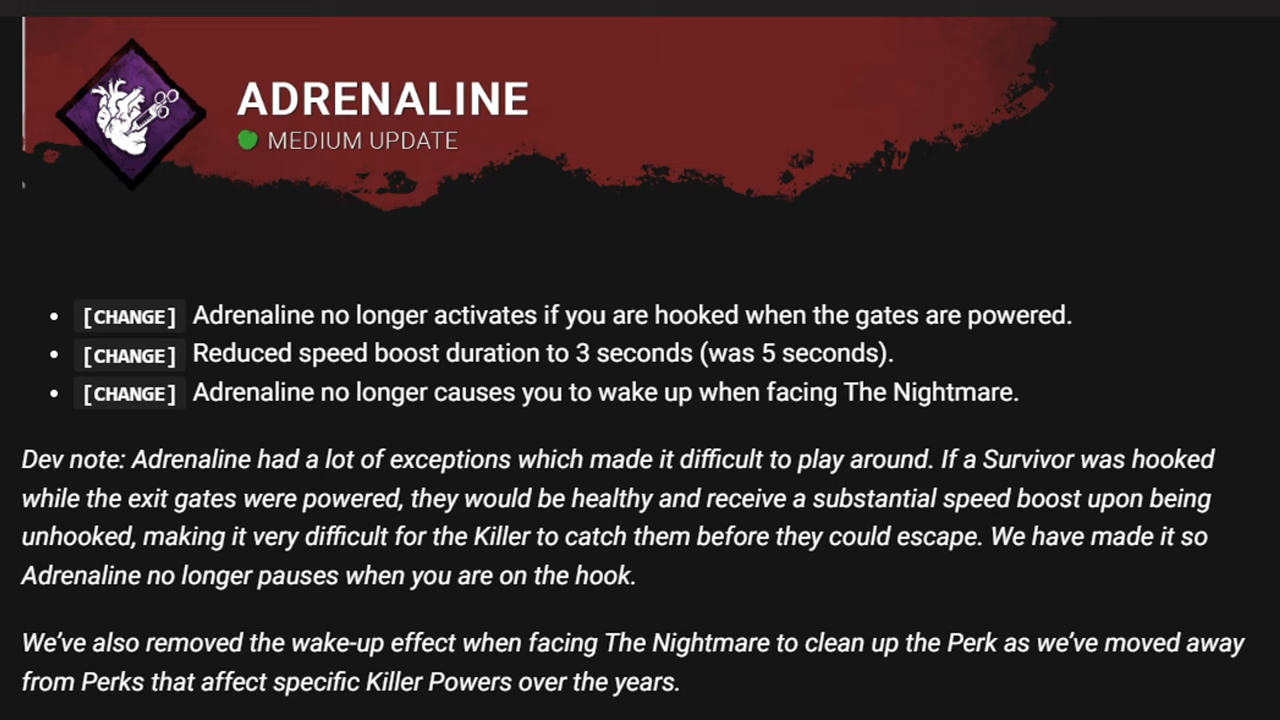 ADRENALINE
MEDIUM UPDATE
[CHANGE] Adrenaline no longer activates if you are hooked when the gates are powered.
[CHANGE] Reduced speed boost duration to 3 seconds (was 5 seconds).
[CHANGE] Adrenaline no longer causes you to wake up when facing The Nightmare.
Dev note: Adrenaline had a lot of exceptions which made it difficult to play around. If a Survivor was hooked
while the exit gates were powered, they would be healthy and receive a substantial speed boost upon being
unhooked, making it very difficult for the Killer to catch them before they could escape. We have made it so
Adrenaline no longer pauses when you are on the hook.
We’ve also removed the wake-up effect when facing The Nightmare to clean up the Perk as we’ve moved away
from Perks that affect specific Killer Powers over the years.